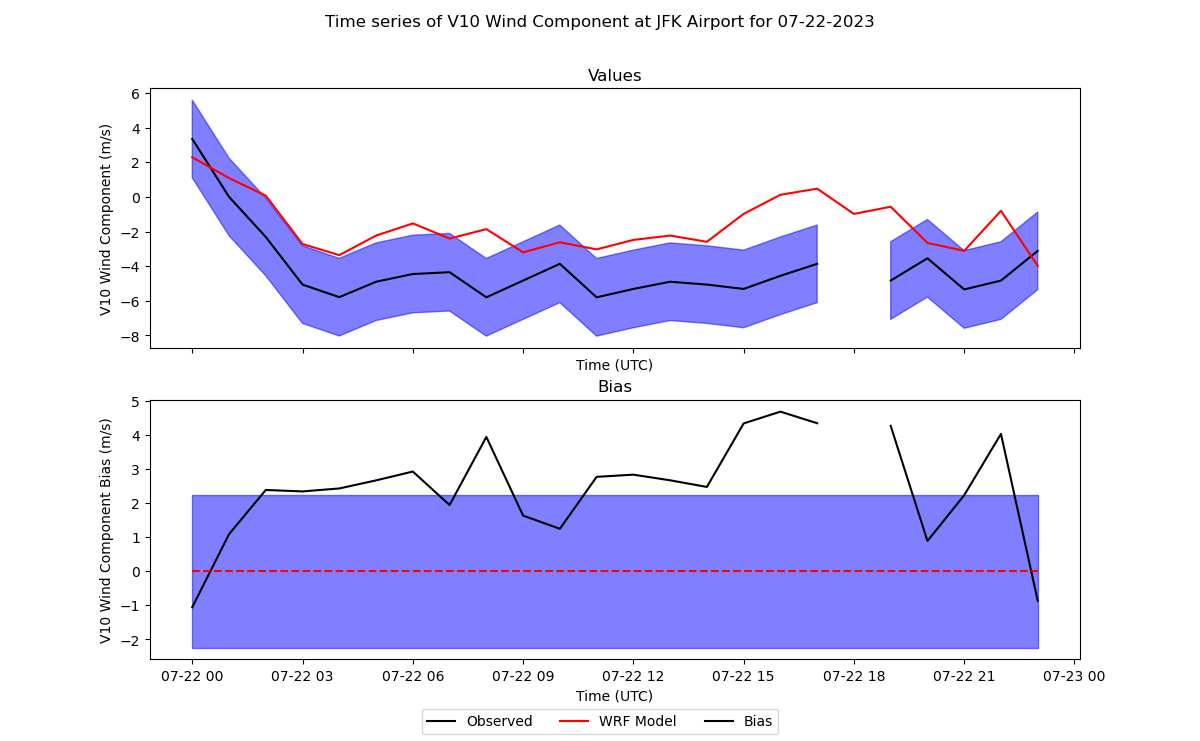 Time series of V10 Wind Component at JFK Airport for 07-22-2023
Values
V10 Wind Component (m/s)
6
4
2
0
−2
−4
−6
−8
Time (UTC)
Bias
V10 Wind Component Bias (m/s)
5
4
3
2
1
0
−1
−2
07-22 00 07-22 03 07-22 06 07-22 09 07-22 12 07-22 15 07-22 18 07-22 21 07-23 00
Time (UTC)
Observed WRF Model Bias